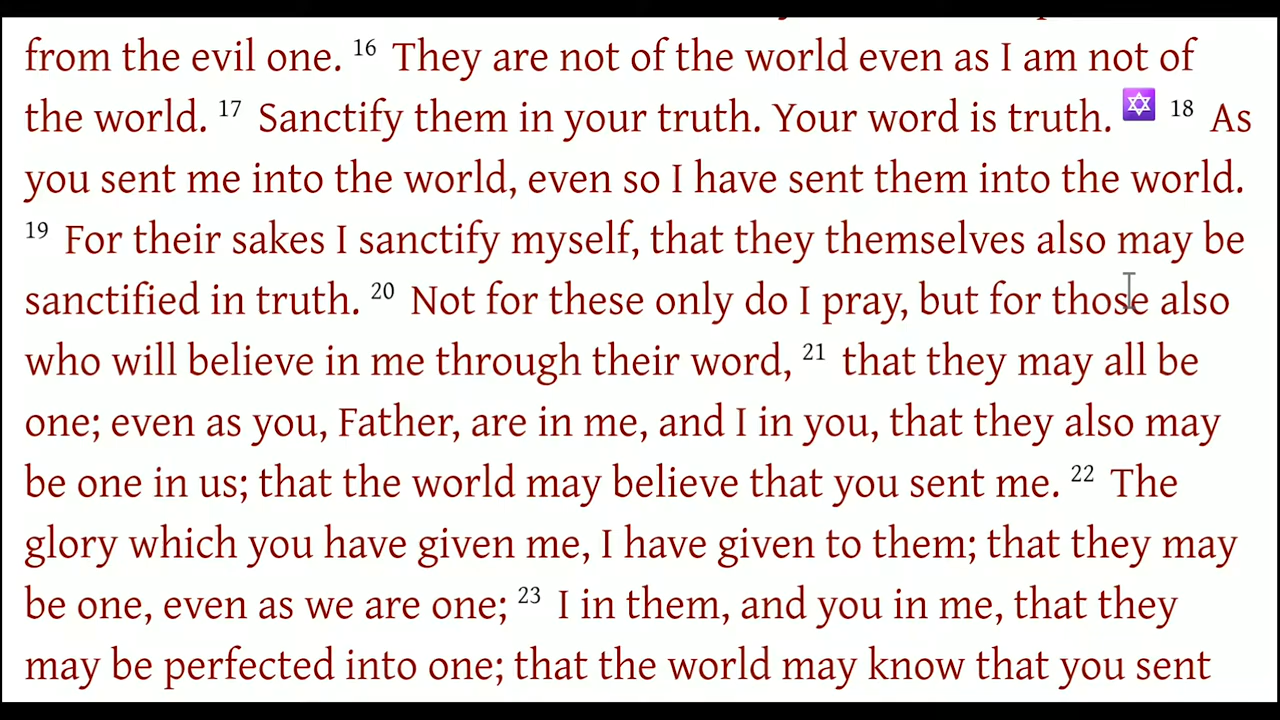 from the evil one. 16 They are not of the world even as I am not of
the world. 17 Sanctify them in your truth. Your word is truth. ✡ 18 As
you sent me into the world, even so I have sent them into the world.
19 For their sakes I sanctify myself, that they themselves also may be
sanctified in truth. 20 Not for these only do I pray, but for those also
who will believe in me through their word, 21 that they may all be
one; even as you, Father, are in me, and I in you, that they also may
be one in us; that the world may believe that you sent me. 22 The
glory which you have given me, I have given to them; that they may
be one, even as we are one; 23 I in them, and you in me, that they
may be perfected into one; that the world may know that you sent